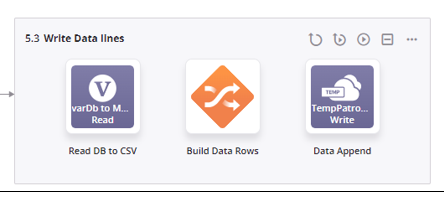 5.3 Write Data lines
V
varDb to M...
Read
TEMP
TempPatro...
Write
Read DB to CSV
Build Data Rows
Data Append